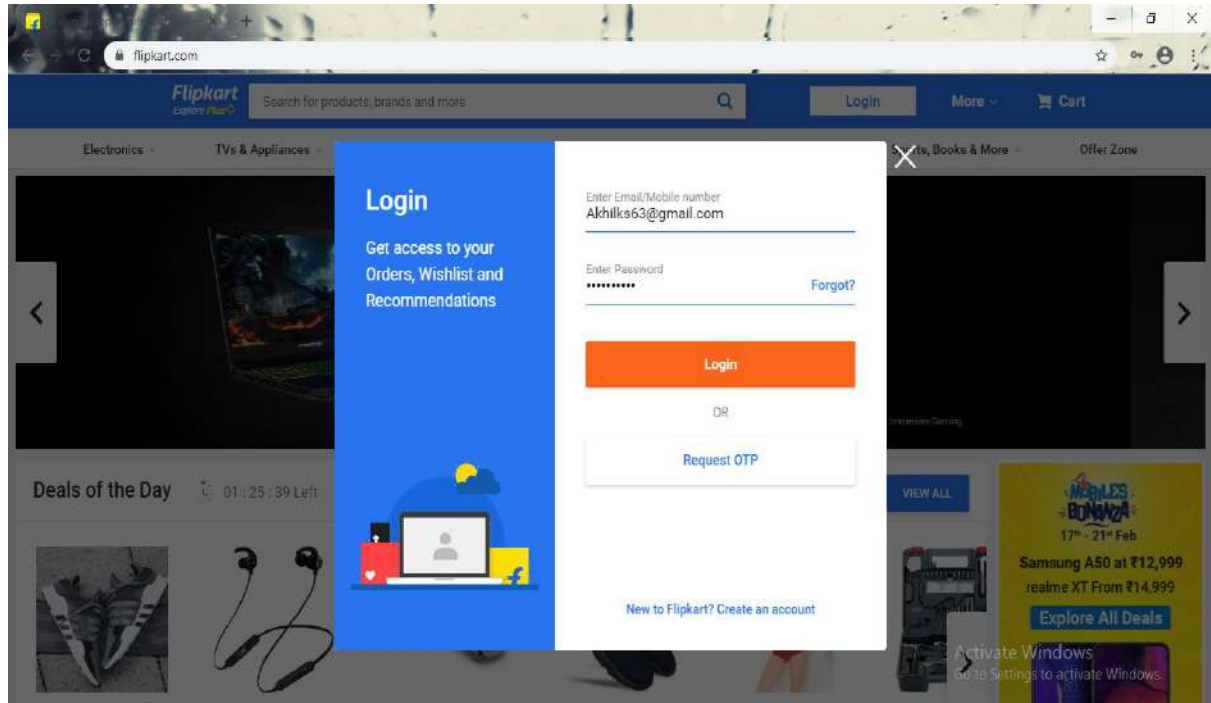 flipkart.com
Flipkart
Explore Plus
Search for products, brands and more
Login
More
Cart
Electronics
TVs & Appliances
Sports, Books & More
Offer Zone
Login
Get access to your
Orders, Wishlist and
Recommendations
Enter Email/Mobile number
Akhilks63@gmail.com
Enter Password
••••••••••
Forgot?
Login
OR
Request OTP
New to Flipkart? Create an account
Immersive Gaming
Deals of the Day
01 : 25 : 39 Left
VIEW ALL
MOBILES
BONANZA
17th - 21st Feb
Samsung A50 at ₹12,999
realme XT From ₹14,999
Explore All Deals
Activate Windows
Go to Settings to activate Windows.